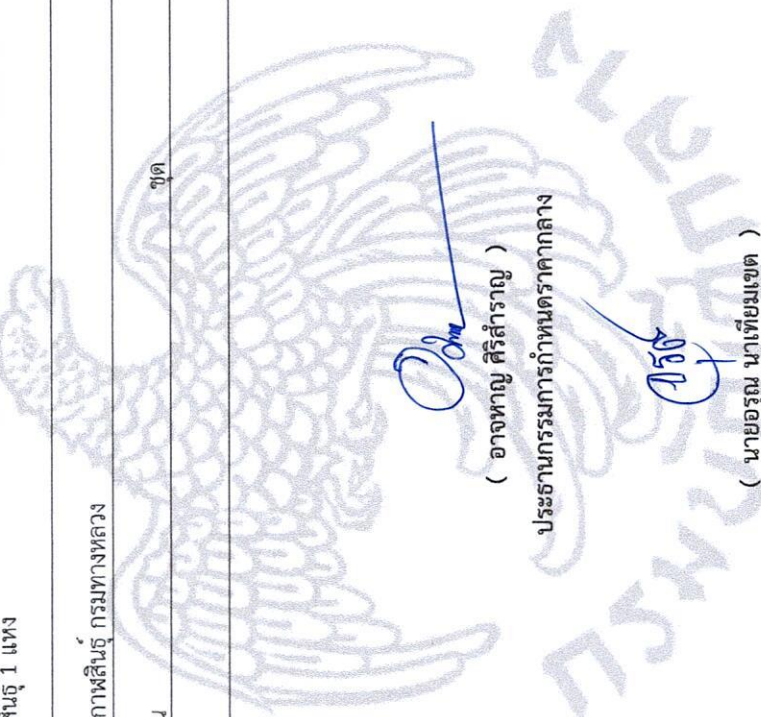 สินธุ์ 1 แห่ง
กาฬสินธุ์ กรมทางหลวง
ชุด
( อาจหาญ ศิริสำราญ )
ประธานกรรมการกำหนดราคากลาง
( นายอรุณ นาเทียมเขต )